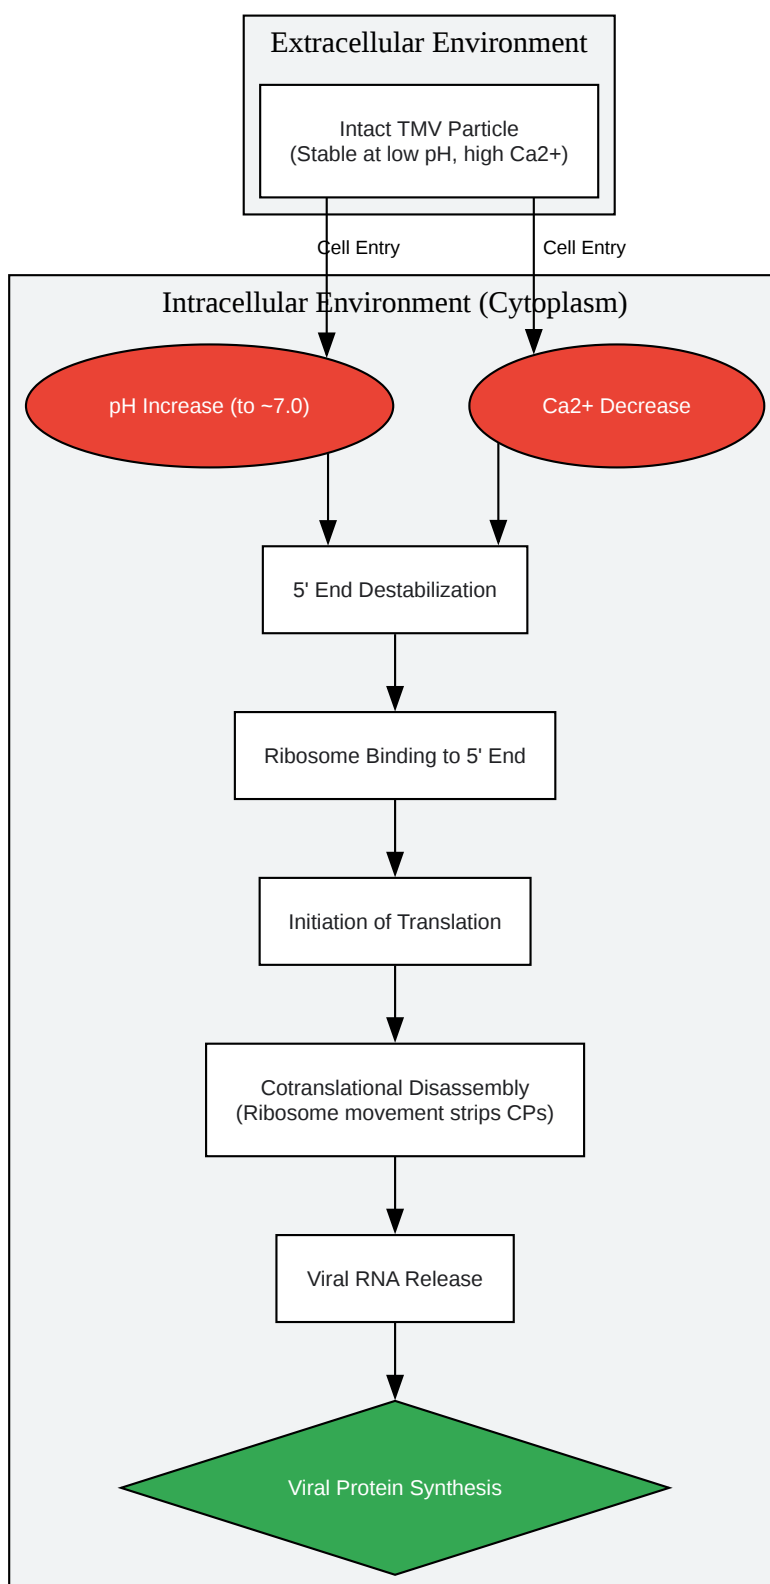 Extracellular Environment
Intact TMV Particle
(Stable at low pH, high Ca2+)
Cell Entry
Cell Entry
Intracellular Environment (Cytoplasm)
pH Increase (to ~7.0)
Ca2+ Decrease
5' End Destabilization
Ribosome Binding to 5' End
Initiation of Translation
Cotranslational Disassembly
(Ribosome movement strips CPs)
Viral RNA Release
Viral Protein Synthesis